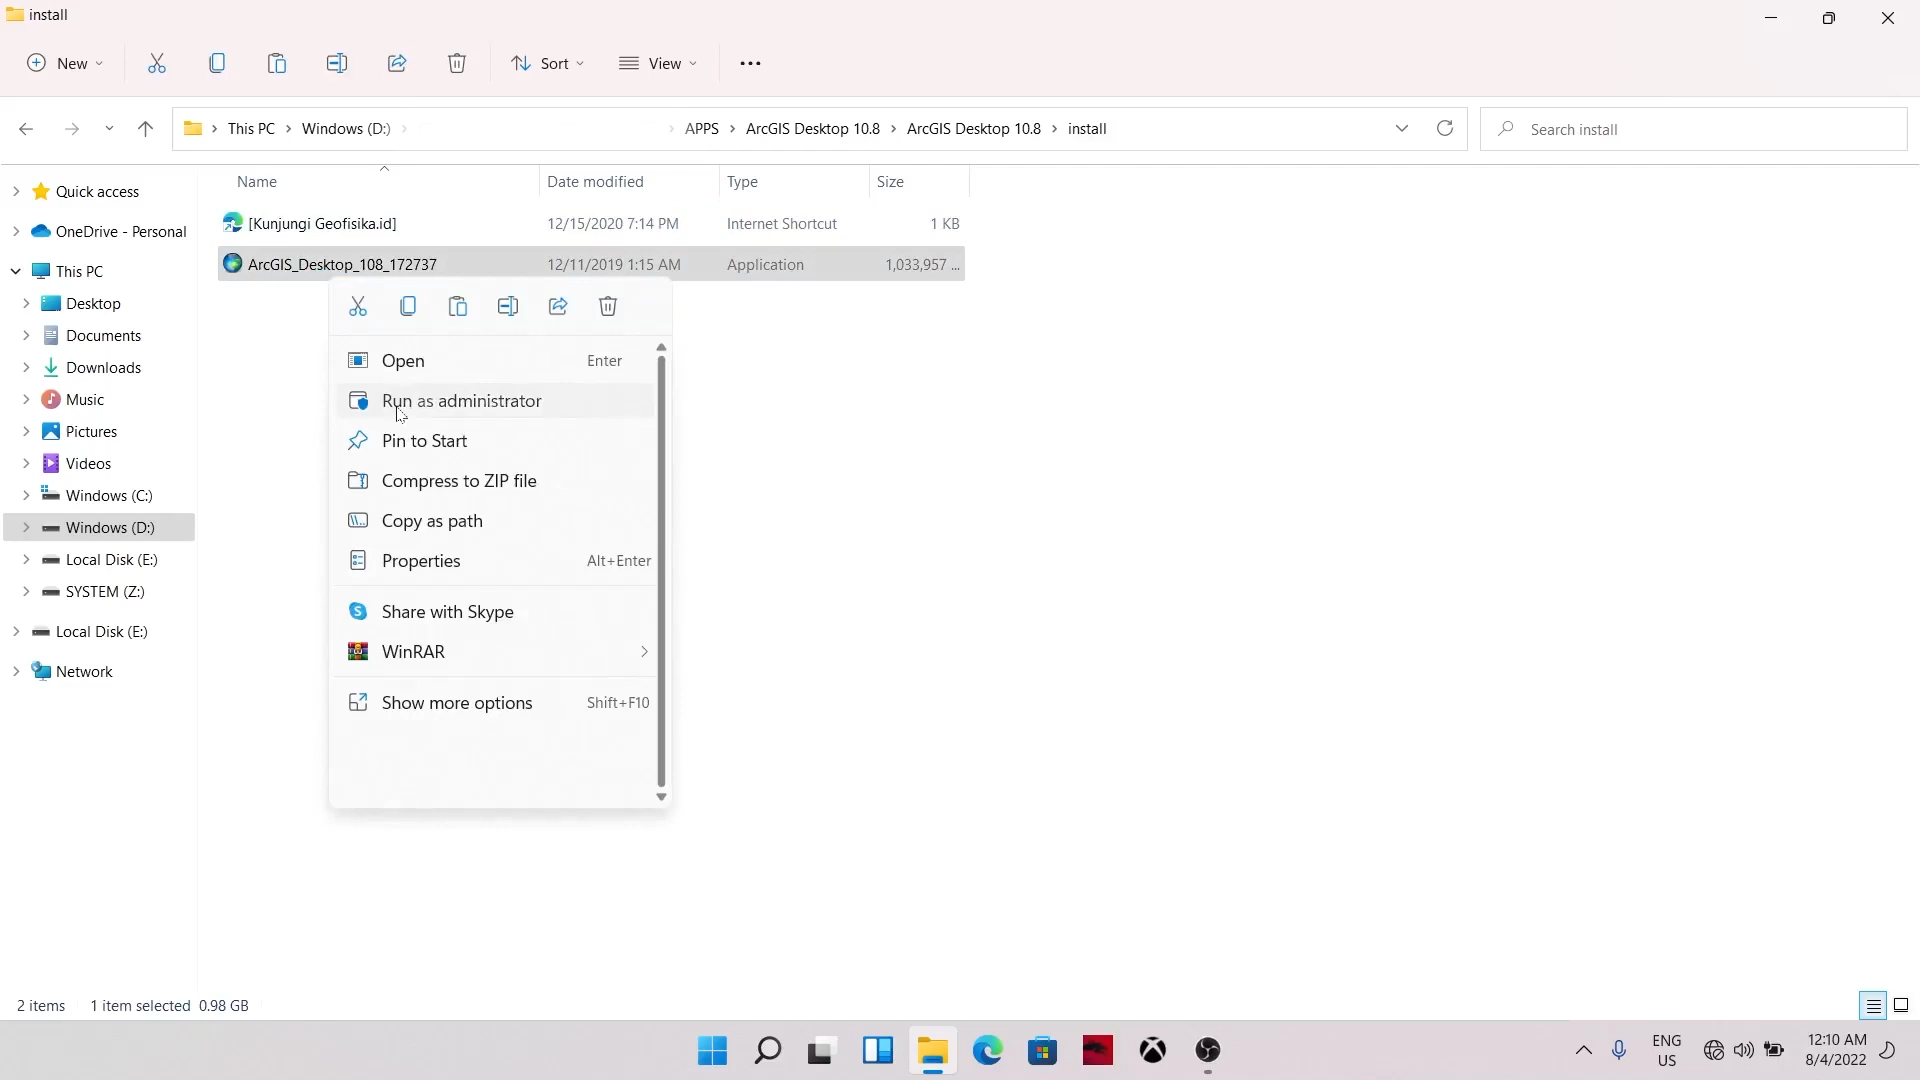 install
New
Sort
View
This PC
Windows (D:)
APPS
ArcGIS Desktop 10.8
ArcGIS Desktop 10.8
install
Search install
Name
Date modified
Type
Size
[Kunjungi Geofisika.id]
12/15/2020 7:14 PM
Internet Shortcut
1 KB
ArcGIS_Desktop_108_172737
12/11/2019 1:15 AM
Application
1,033,957 ...
Quick access
OneDrive - Personal
This PC
Desktop
Documents
Downloads
Music
Pictures
Videos
Windows (C:)
Windows (D:)
Local Disk (E:)
SYSTEM (Z:)
Local Disk (E:)
Network
Open Enter
Run as administrator
Pin to Start
Compress to ZIP file
Copy as path
Properties Alt+Enter
Share with Skype
WinRAR
Show more options Shift+F10
2 items
1 item selected 0.98 GB
ENG
US
12:10 AM
8/4/2022